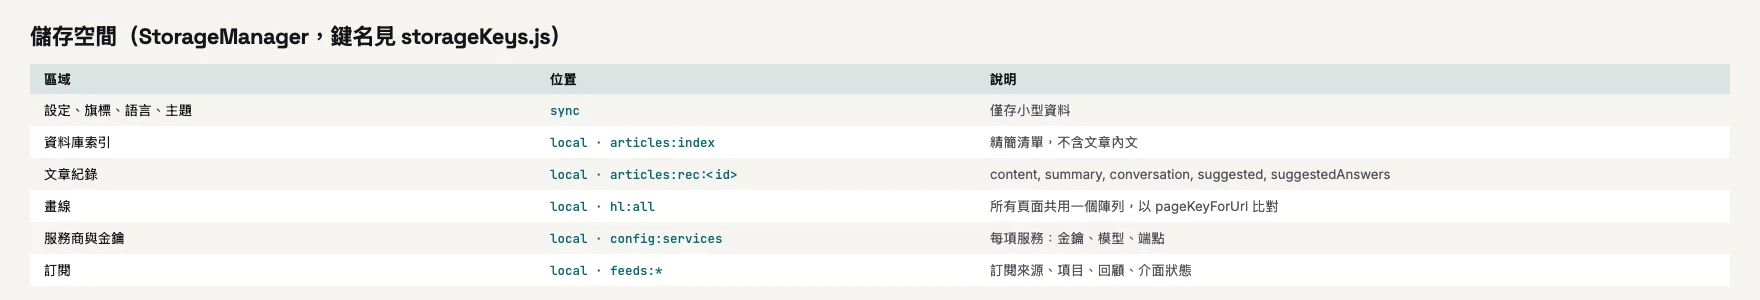 儲存空間（StorageManager，鍵名見 storageKeys.js）
區域 位置 說明
設定、旗標、語言、主題 sync 僅存小型資料
資料庫索引 local · articles:index 精簡清單，不含文章內文
文章紀錄 local · articles:rec:<id> content, summary, conversation, suggested, suggestedAnswers
畫線 local · hl:all 所有頁面共用一個陣列，以 pageKeyForUrl 比對
服務商與金鑰 local · config:services 每項服務：金鑰、模型、端點
訂閱 local · feeds:* 訂閱來源、項目、回顧、介面狀態